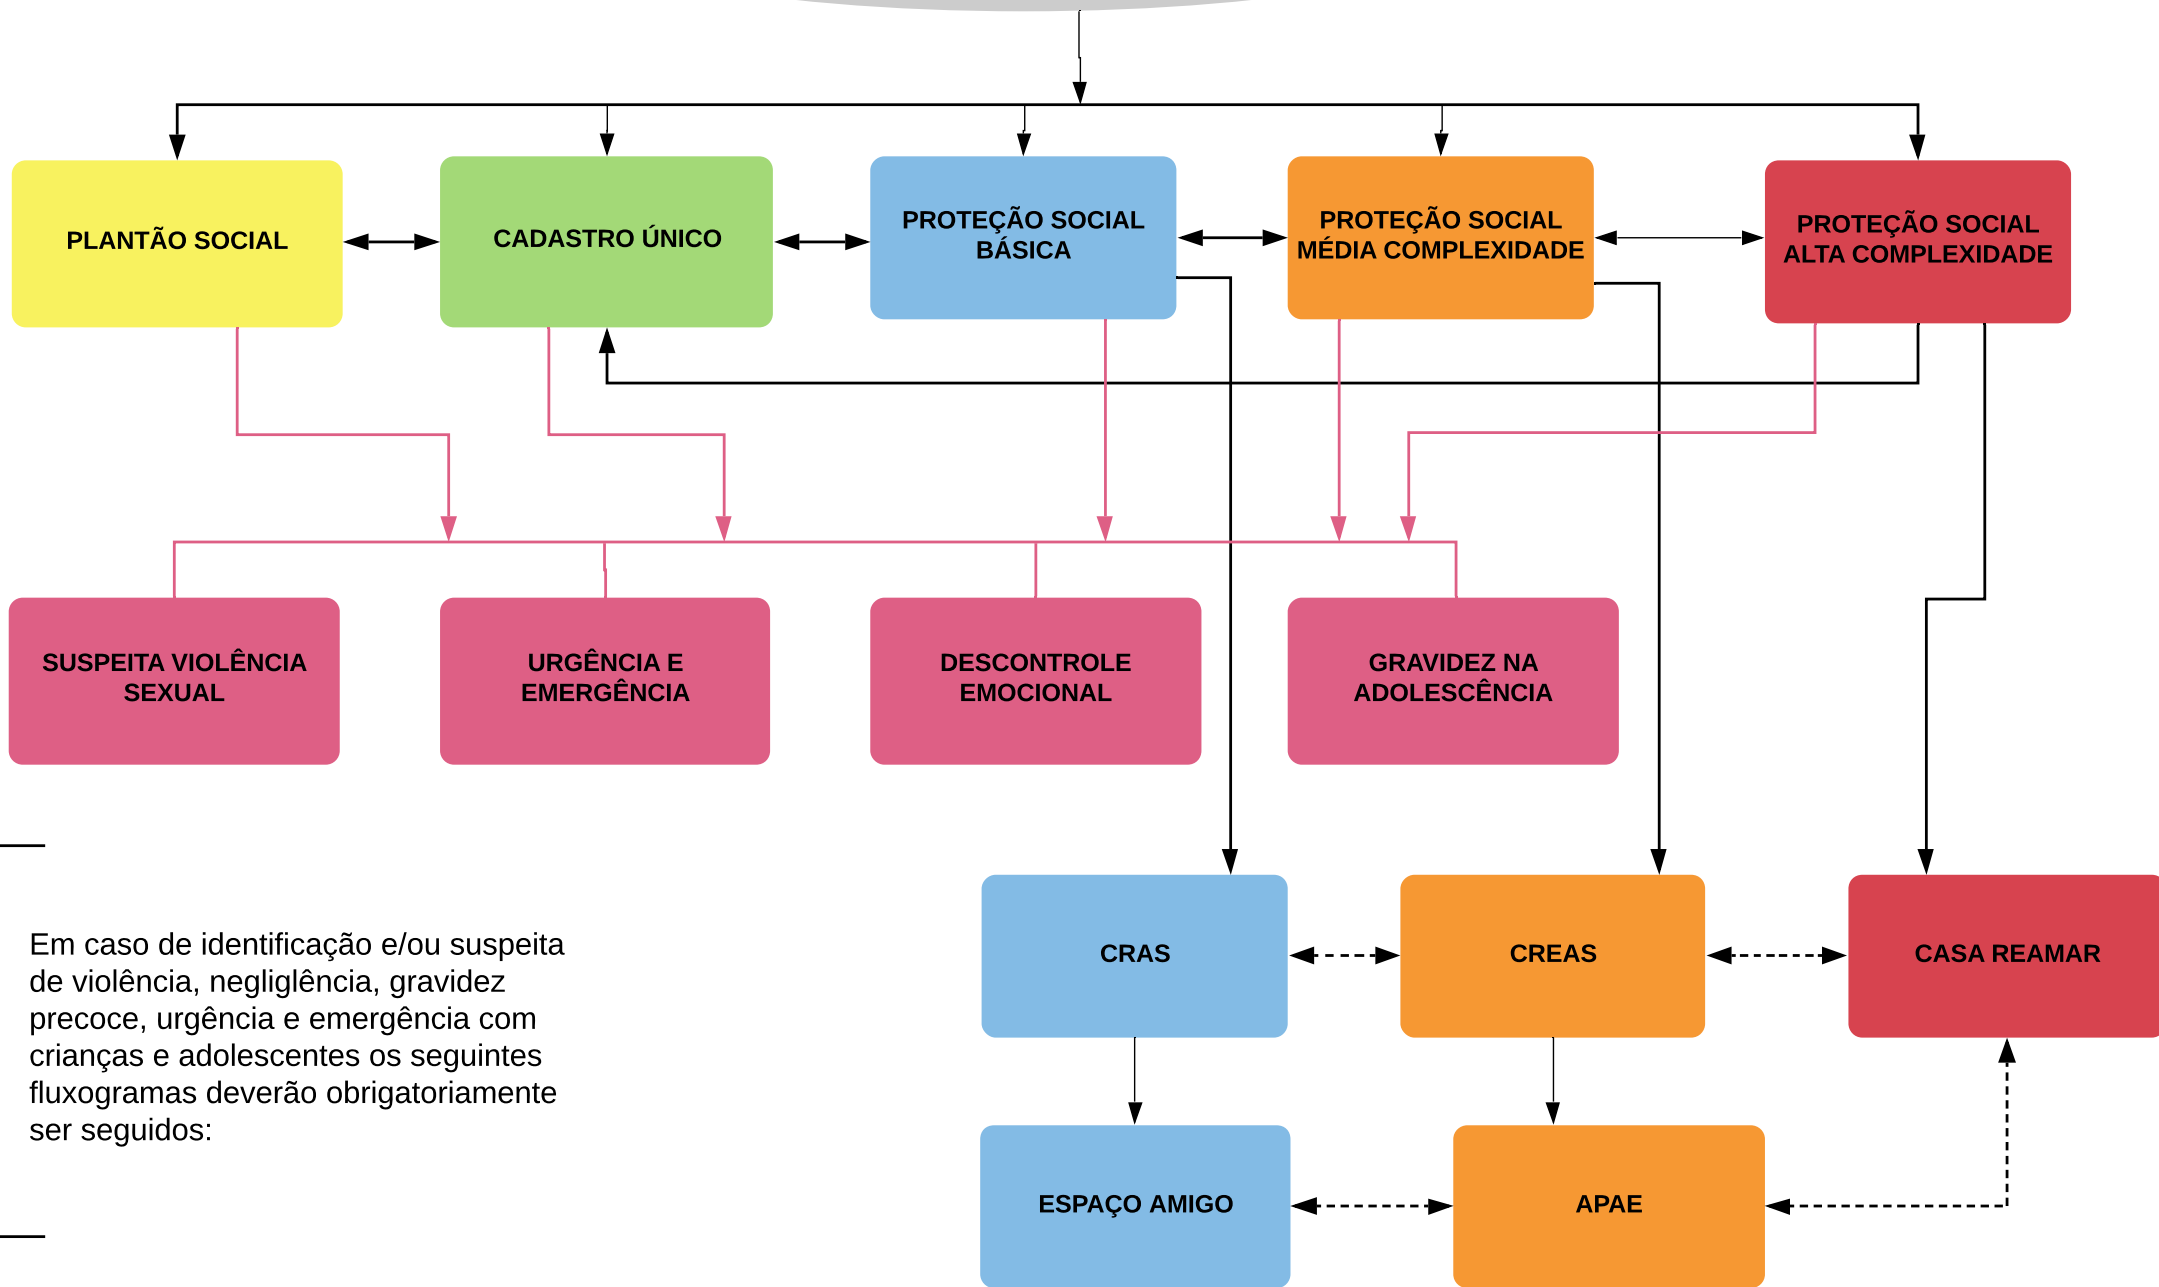 PLANTÃO SOCIAL
CADASTRO ÚNICO
PROTEÇÃO SOCIAL
BÁSICA
PROTEÇÃO SOCIAL
MÉDIA COMPLEXIDADE
PROTEÇÃO SOCIAL
ALTA COMPLEXIDADE
SUSPEITA VIOLÊNCIA
SEXUAL
URGÊNCIA E
EMERGÊNCIA
DESCONTROLE
EMOCIONAL
GRAVIDEZ NA
ADOLESCÊNCIA
CRAS
CREAS
CASA REAMAR
Em caso de identificação e/ou suspeita
de violência, negliglência, gravidez
precoce, urgência e emergência com
crianças e adolescentes os seguintes
fluxogramas deverão obrigatoriamente
ser seguidos:
ESPAÇO AMIGO
APAE